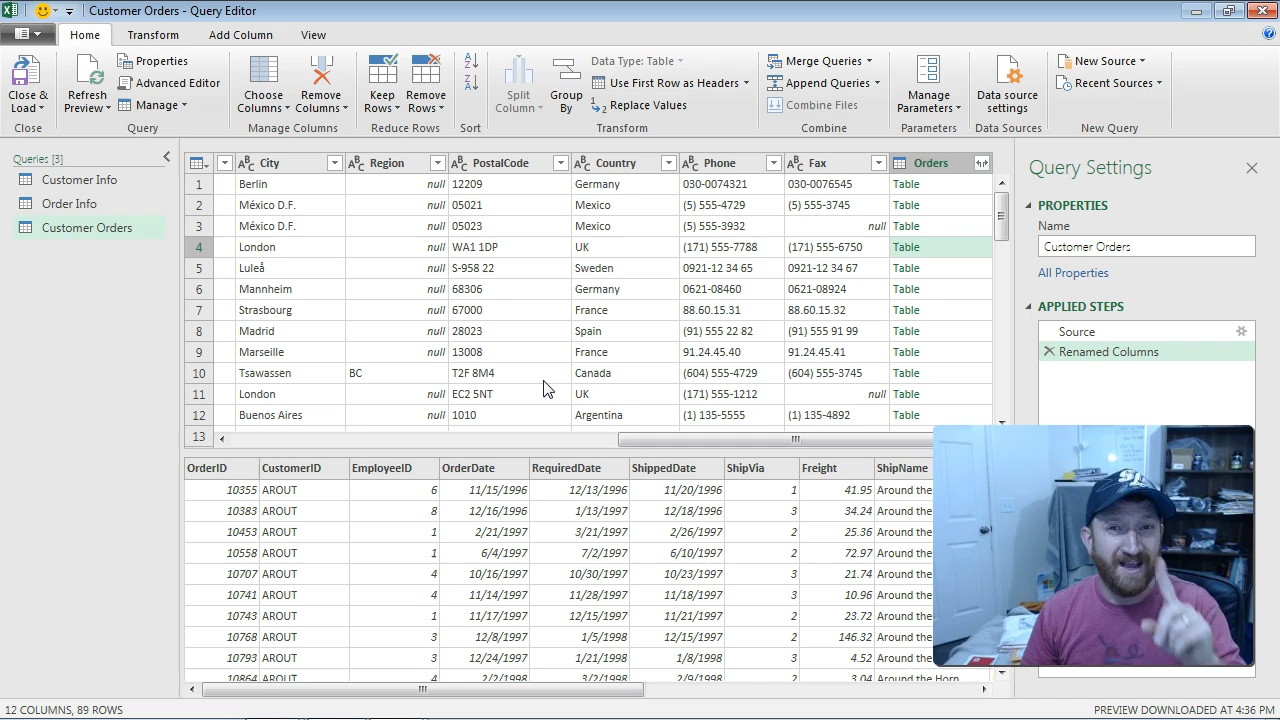 Customer Orders - Query Editor
Home Transform Add Column View
Close & Load
Refresh Preview
Properties
Advanced Editor
Manage
Choose Columns
Remove Columns
Keep Rows
Remove Rows
Split Column
Group By
Data Type: Table
Use First Row as Headers
Replace Values
Merge Queries
Append Queries
Combine Files
Manage Parameters
Data source settings
New Source
Recent Sources
Close Query Manage Columns Reduce Rows Sort Transform Combine Parameters Data Sources New Query
Queries [3]
Customer Info
Order Info
Customer Orders
City Region PostalCode Country Phone Fax Orders
1 Berlin null 12209 Germany 030-0074321 030-0076545 Table
2 México D.F. null 05021 Mexico (5) 555-4729 (5) 555-3745 Table
3 México D.F. null 05023 Mexico (5) 555-3932 null Table
4 London null WA1 1DP UK (171) 555-7788 (171) 555-6750 Table
5 Luleå null S-958 22 Sweden 0921-12 34 65 0921-12 34 67 Table
6 Mannheim null 68306 Germany 0621-08460 0621-08924 Table
7 Strasbourg null 67000 France 88.60.15.31 88.60.15.32 Table
8 Madrid null 28023 Spain (91) 555 22 82 (91) 555 91 99 Table
9 Marseille null 13008 France 91.24.45.40 91.24.45.41 Table
10 Tsawassen BC T2F 8M4 Canada (604) 555-4729 (604) 555-3745 Table
11 London null EC2 5NT UK (171) 555-1212 null Table
12 Buenos Aires null 1010 Argentina (1) 135-5555 (1) 135-4892 Table
13
OrderID CustomerID EmployeeID OrderDate RequiredDate ShippedDate ShipVia Freight ShipName
10355 AROUT 6 11/15/1996 12/13/1996 11/20/1996 1 41.95 Around the
10383 AROUT 8 12/16/1996 1/13/1997 12/18/1996 3 34.24 Around the
10453 AROUT 1 2/21/1997 3/21/1997 2/26/1997 2 25.36 Around the
10558 AROUT 1 6/4/1997 7/2/1997 6/10/1997 2 72.97 Around the
10707 AROUT 4 10/16/1997 10/30/1997 10/23/1997 3 21.74 Around the
10741 AROUT 4 11/14/1997 11/28/1997 11/18/1997 3 10.96 Around the
10743 AROUT 1 11/17/1997 12/15/1997 11/21/1997 2 23.72 Around the
10768 AROUT 3 12/8/1997 1/5/1998 12/15/1997 2 146.32 Around the
10793 AROUT 3 12/24/1997 1/21/1998 1/8/1998 3 4.52 Around the
10864 AROUT 4 2/2/1998 3/2/1998 2/9/1998 2 3.04 Around the Horn
Query Settings
PROPERTIES
Name
Customer Orders
All Properties
APPLIED STEPS
Source
Renamed Columns
12 COLUMNS, 89 ROWS
PREVIEW DOWNLOADED AT 4:36 PM